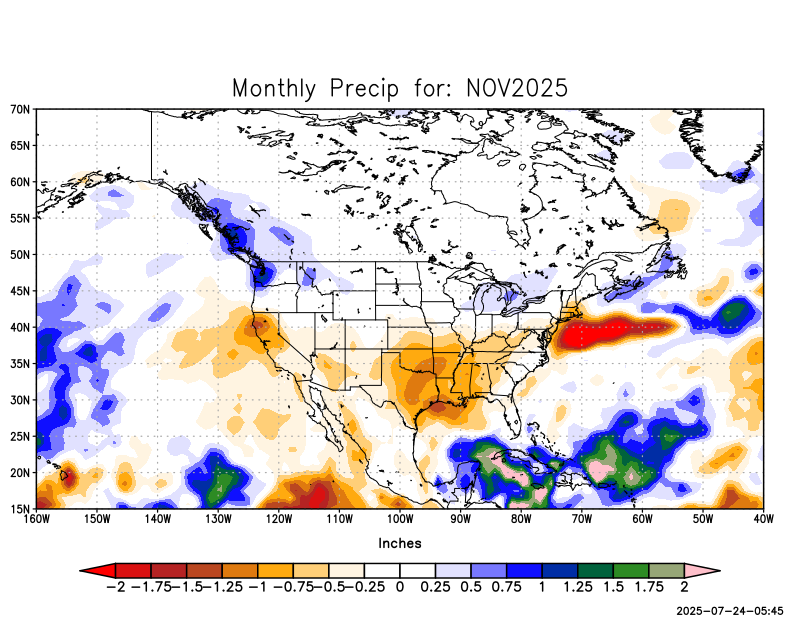 Monthly Precip for: NOV2025
70N
65N
60N
55N
50N
45N
40N
35N
30N
25N
20N
15N
160W 150W 140W 130W 120W 110W 100W 90W 80W 70W 60W 50W 40W
Inches
-2 -1.75 -1.5 -1.25 -1 -0.75 -0.5 -0.25 0 0.25 0.5 0.75 1 1.25 1.5 1.75 2
2025-07-24-05:45